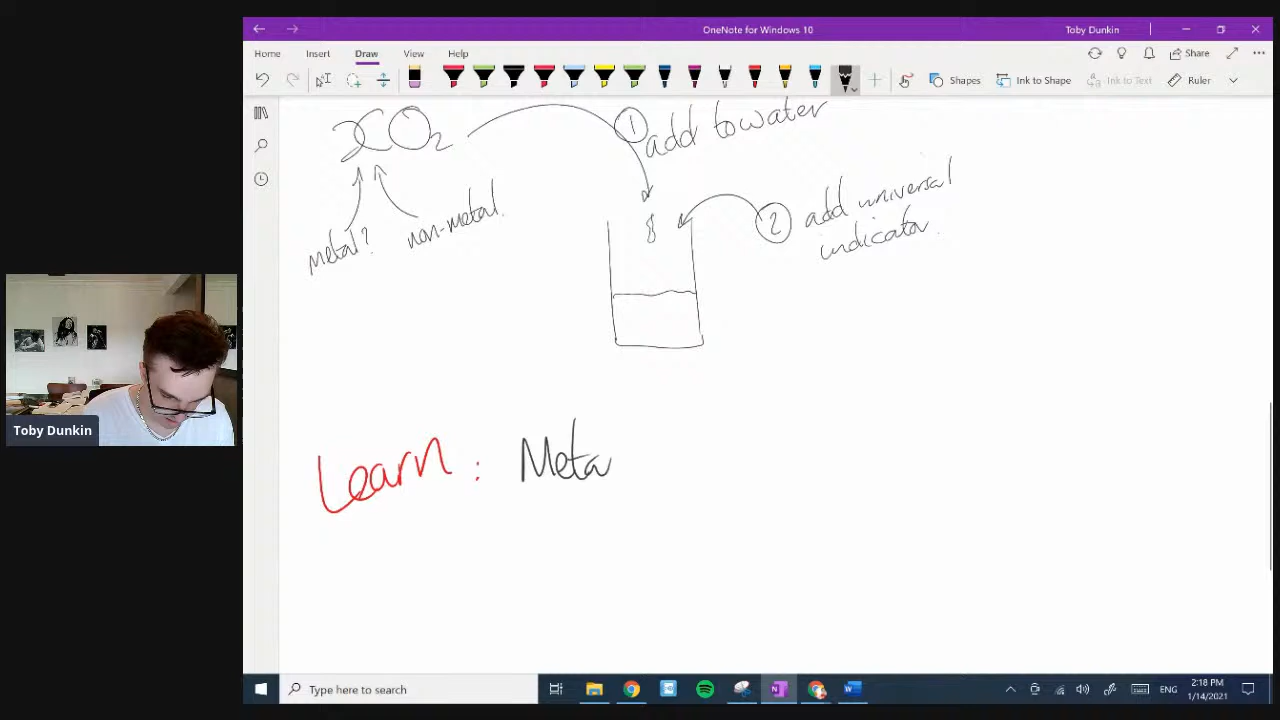 OneNote for Windows 10
Toby Dunkin
Home Insert Draw View Help
Share
Shapes Ink to Shape Ink to Text Ruler
XCO2
① add to water
metal? non-metal.
② add universal
indicator.
Toby Dunkin
Learn: Meta
Type here to search
ENG
2:18 PM
1/14/2021